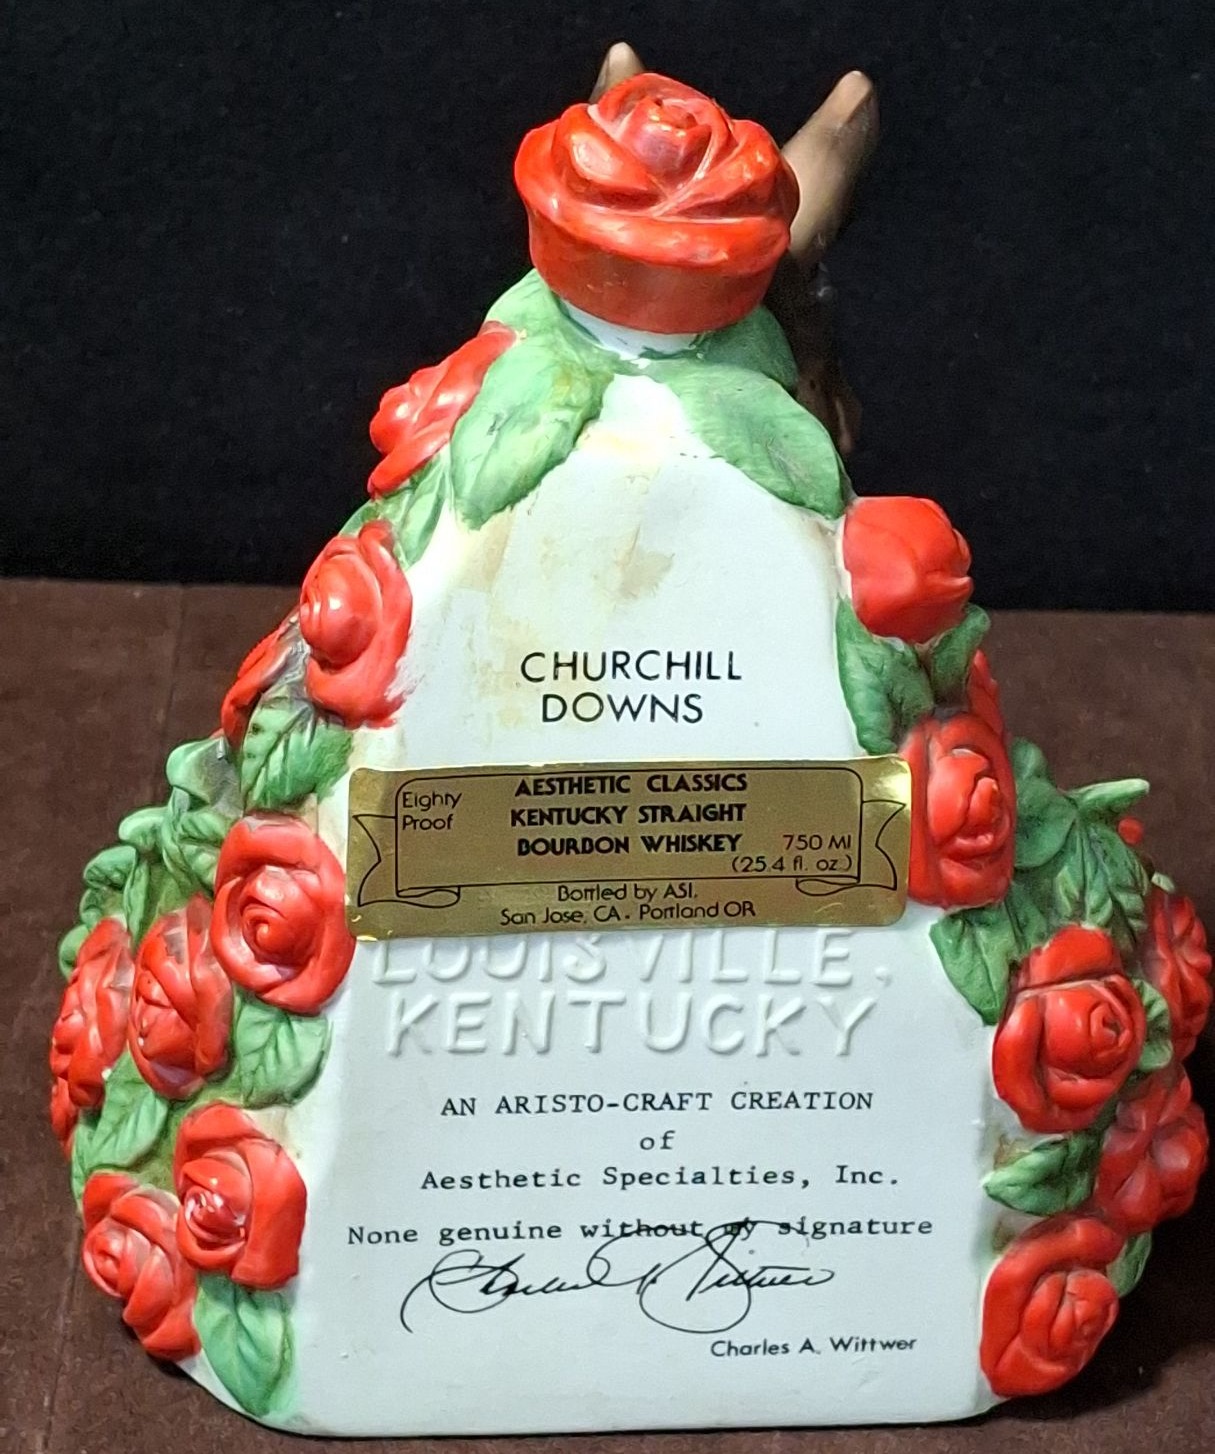 CHURCHILL
DOWNS
Eighty
Proof
AESTHETIC CLASSICS
KENTUCKY STRAIGHT
BOURBON WHISKEY
750 Ml
(25.4 fl. oz.)
Bottled by ASI,
San Jose, CA. Portland OR
LOUISVILLE,
KENTUCKY
AN ARISTO-CRAFT CREATION
of
Aesthetic Specialties, Inc.
None genuine without my signature
Charles A. Wittwer
Charles A. Wittwer